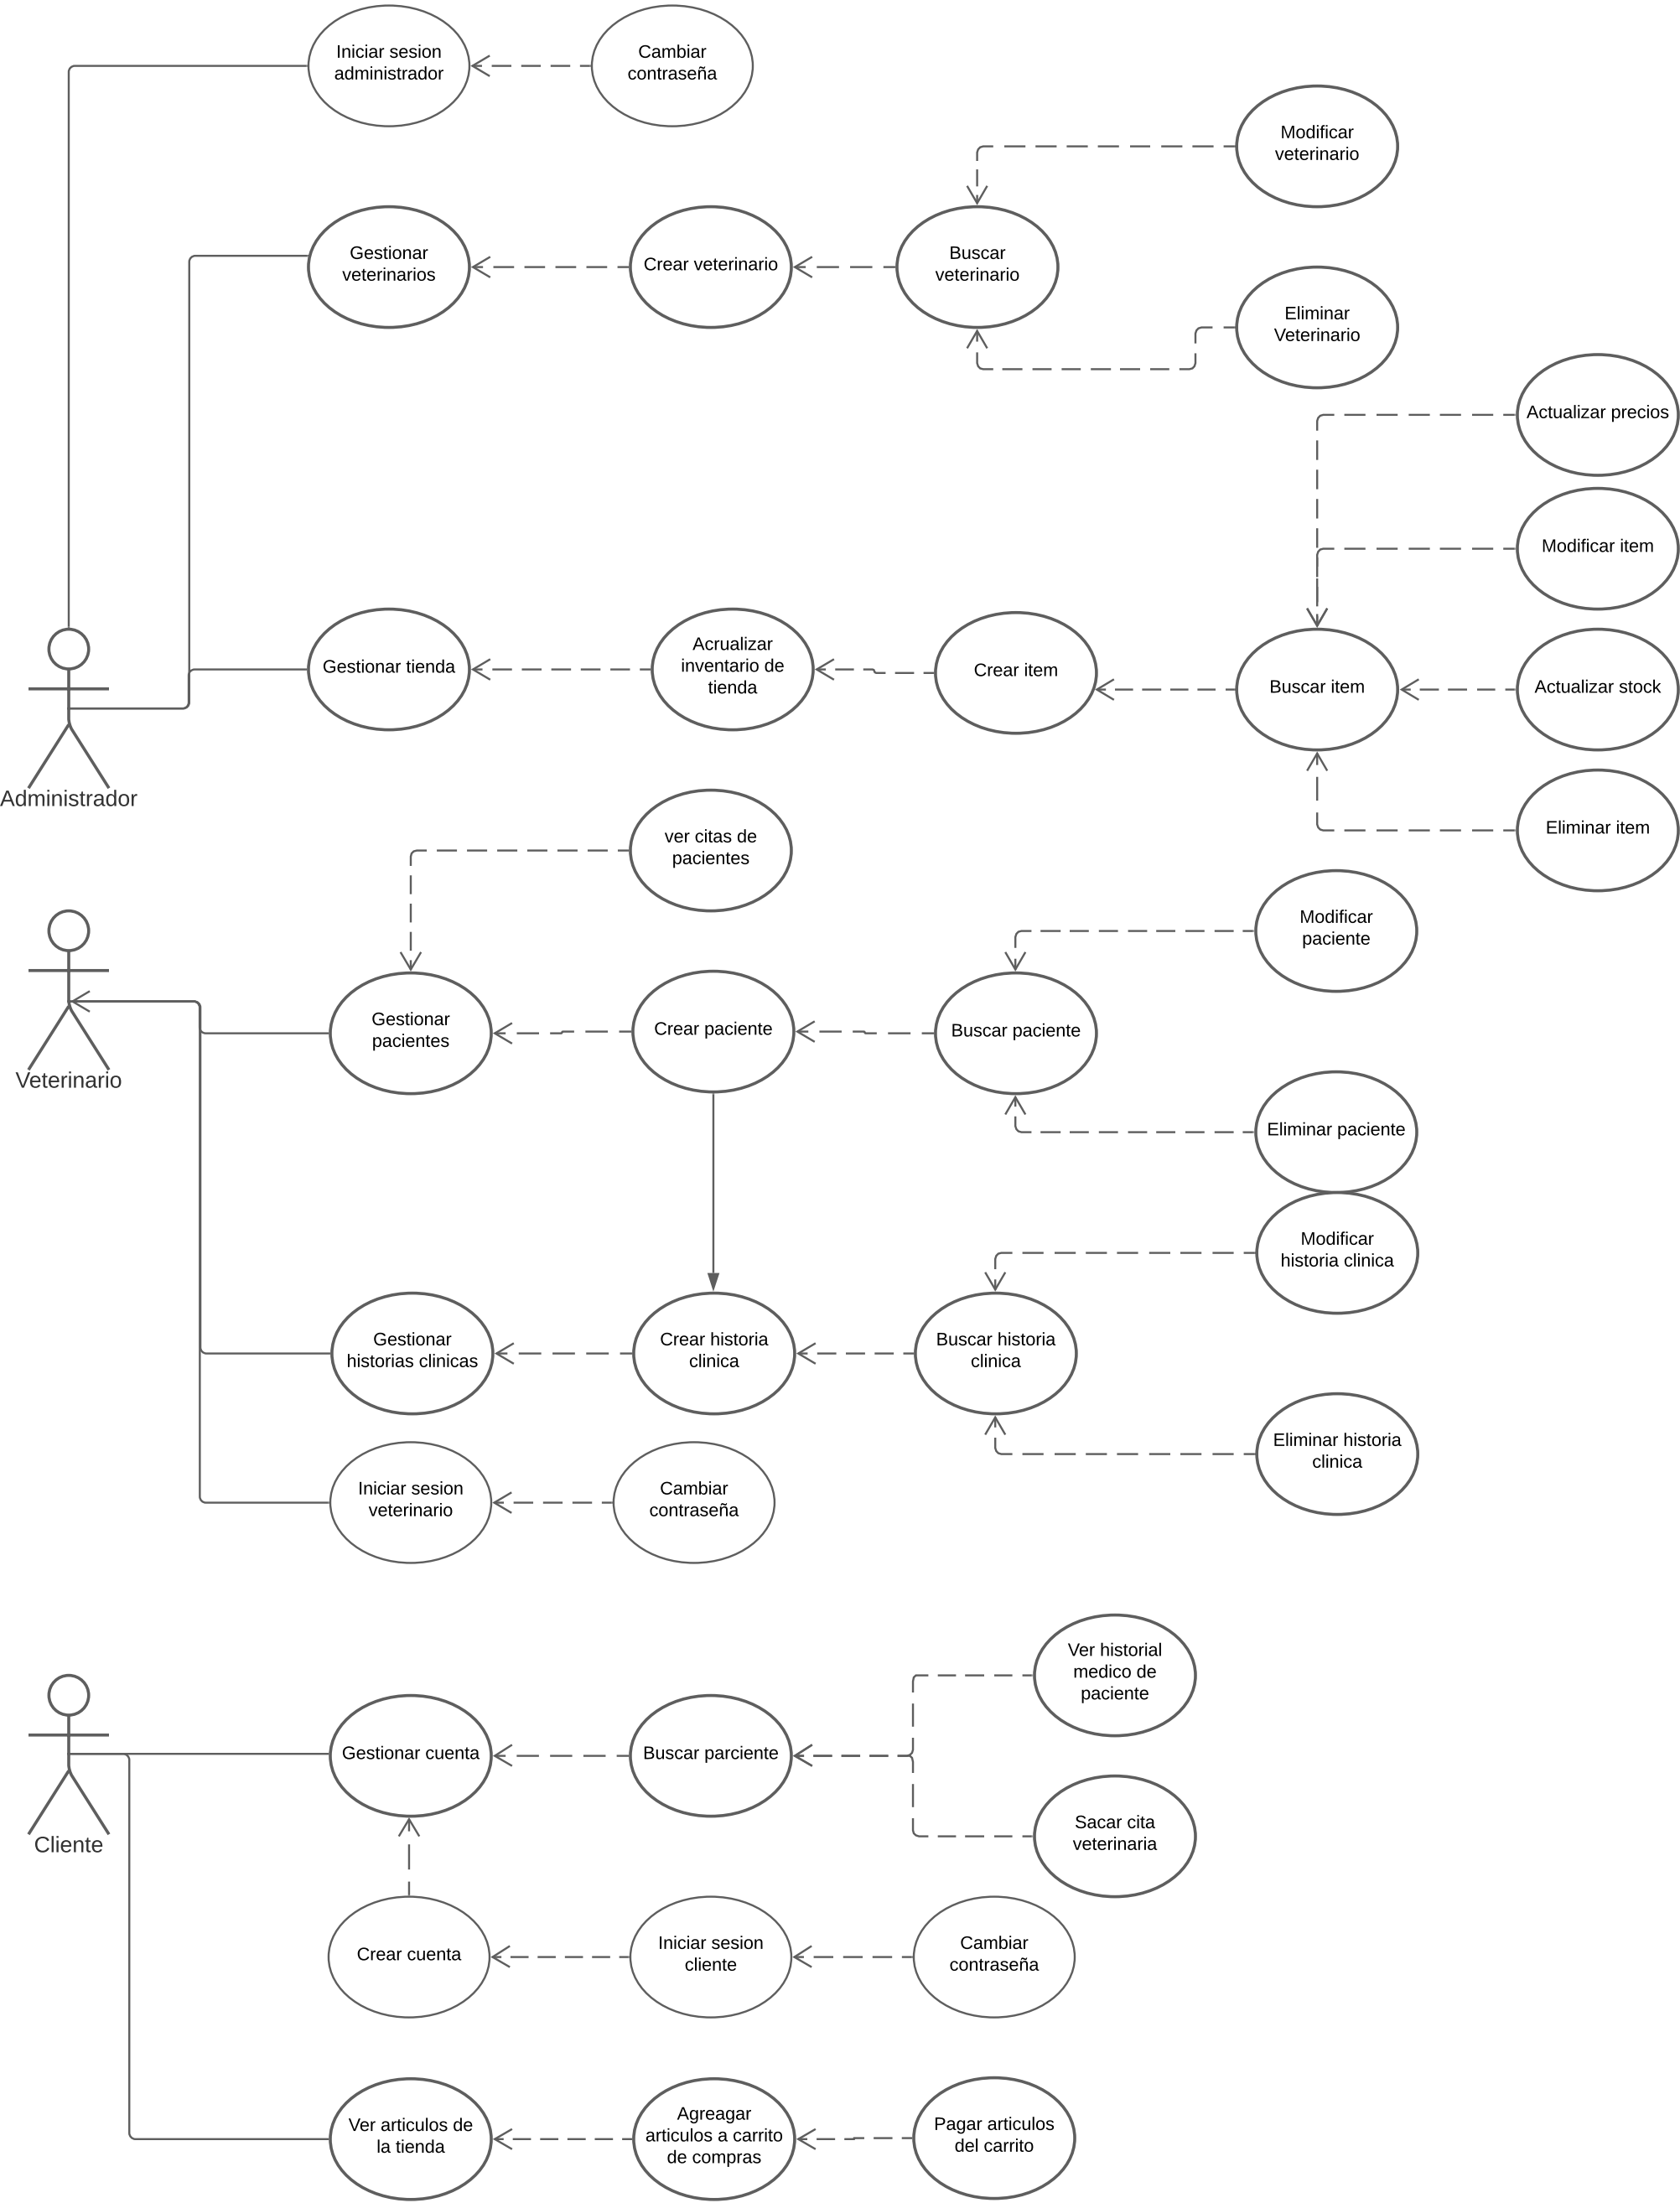 Iniciar sesion
administrador
Cambiar
contraseña
Modificar
veterinario
Gestionar
veterinarios
Crear veterinario
Buscar
veterinario
Eliminar
Veterinario
Actualizar precios
Modificar item
Gestionar tienda
Acrualizar
inventario de
tienda
Crear item
Buscar item
Actualizar stock
Administrador
Eliminar item
ver citas de
pacientes
Modificar
paciente
Gestionar
pacientes
Crear paciente
Buscar paciente
Veterinario
Eliminar paciente
Modificar
historia clinica
Gestionar
historias clinicas
Crear historia
clinica
Buscar historia
clinica
Eliminar historia
clinica
Iniciar sesion
veterinario
Cambiar
contraseña
Ver historial
medico de
paciente
Gestionar cuenta
Buscar parciente
Sacar cita
veterinaria
Cliente
Crear cuenta
Iniciar sesion
cliente
Cambiar
contraseña
Ver articulos de
la tienda
Agreagar
articulos a carrito
de compras
Pagar articulos
del carrito